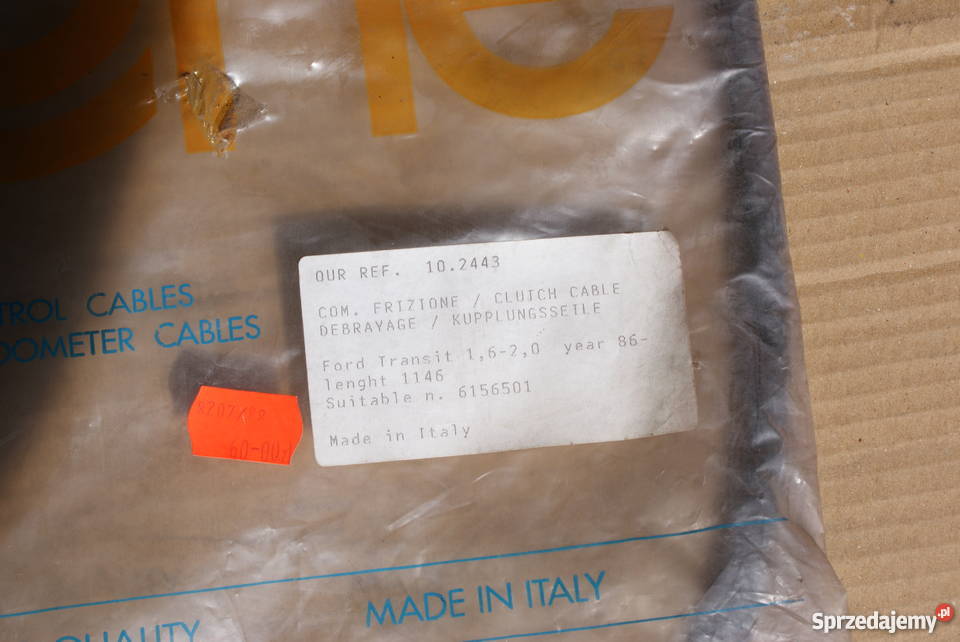 OUR REF. 10.2443
COM. FRIZIONE / CLUTCH CABLE
DEBRAYAGE / KUPPLUNGSSEILE
Ford Transit 1,6-2,0 year 86-
lenght 1146
Suitable n. 6156501
Made in Italy
TROL CABLES
DOMETER CABLES
MADE IN ITALY
QUALITY
Sprzedajemy.pl